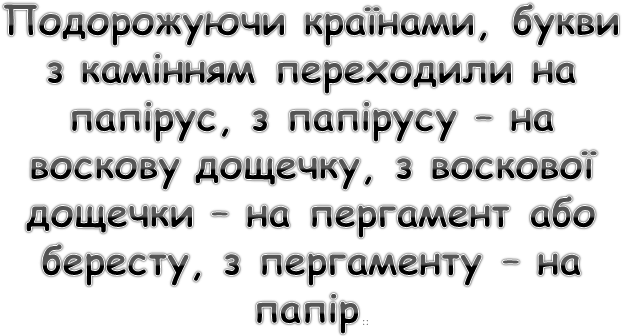 Подорожуючи країнами, букви
з камінням переходили на
папірус, з папірусу – на
воскову дощечку, з воскової
дощечки – на пергамент або
бересту, з пергаменту – на
папір